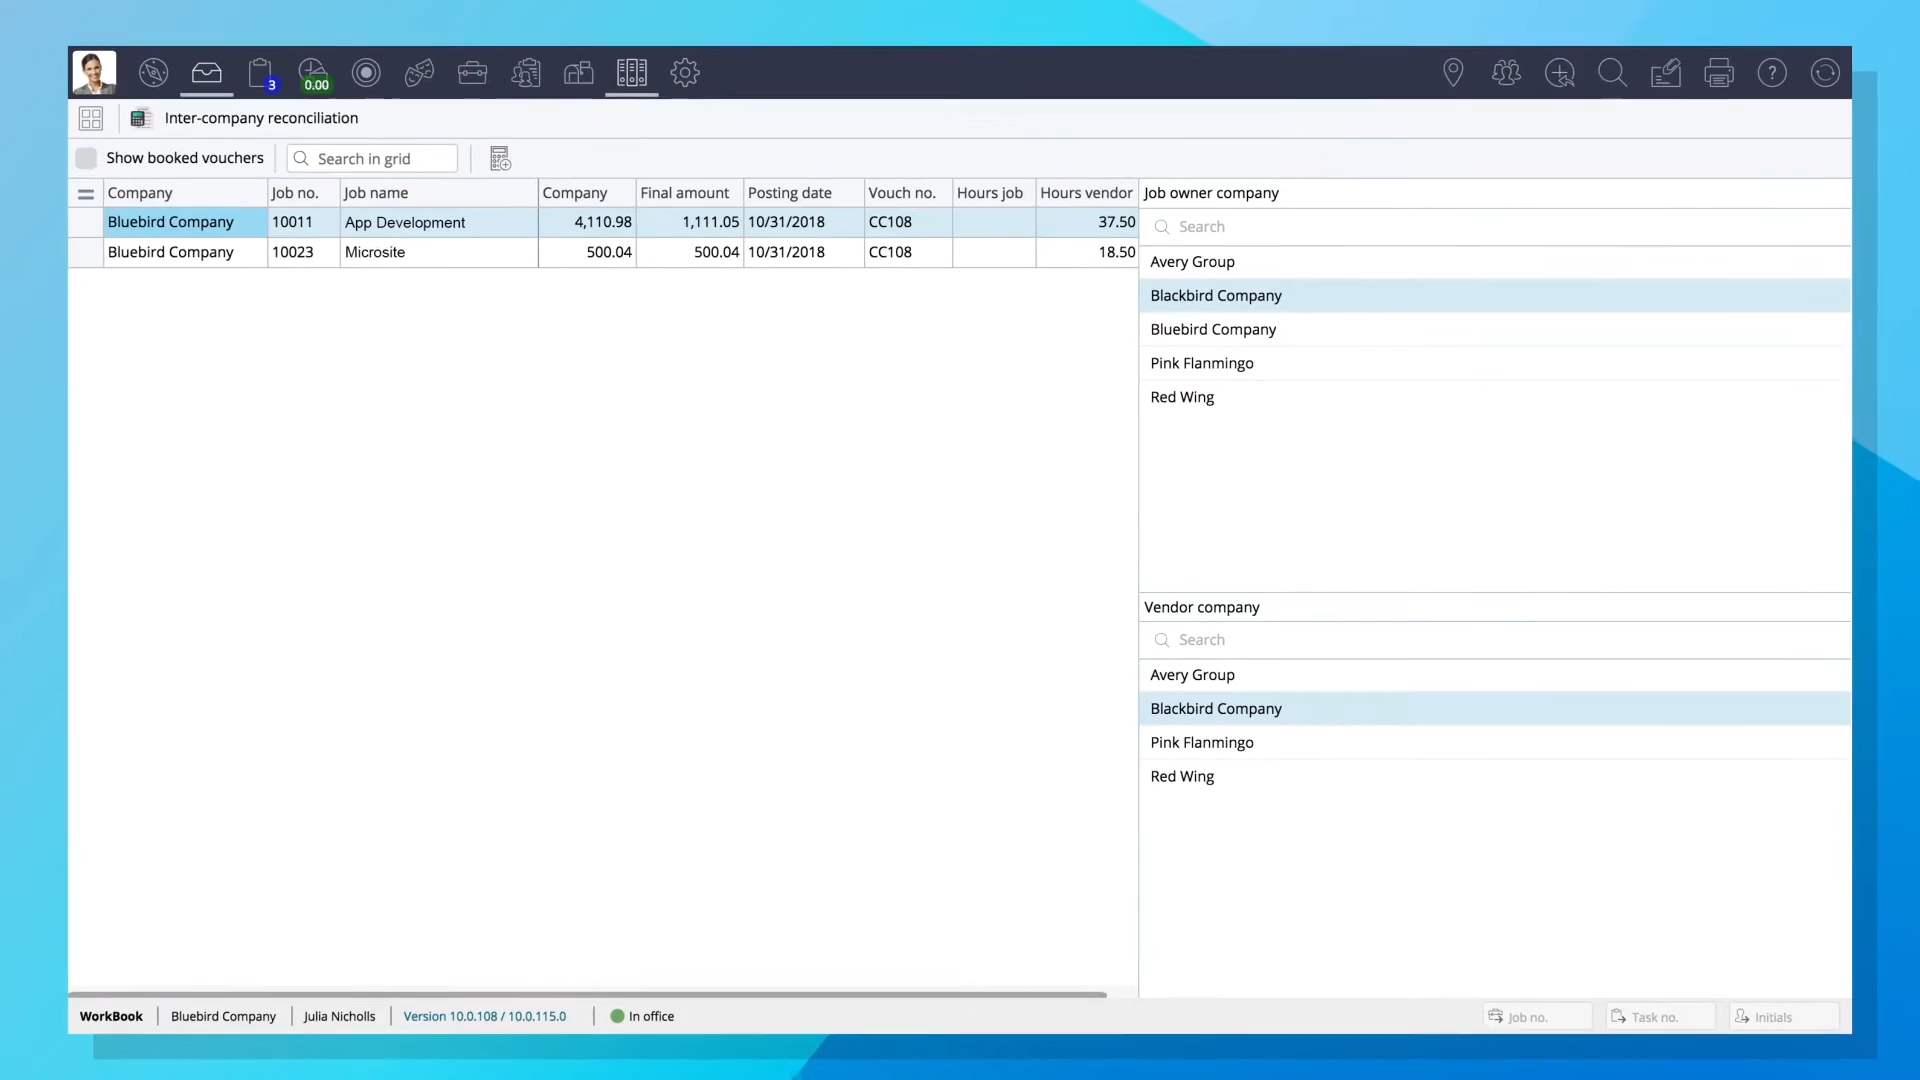 3
0.00
?
Inter-company reconciliation
Show booked vouchers
Search in grid
Company Job no. Job name Company Final amount Posting date Vouch no. Hours job Hours vendor
Bluebird Company 10011 App Development 4,110.98 1,111.05 10/31/2018 CC108 37.50
Bluebird Company 10023 Microsite 500.04 500.04 10/31/2018 CC108 18.50
Job owner company
Search
Avery Group
Blackbird Company
Bluebird Company
Pink Flanmingo
Red Wing
Vendor company
Search
Avery Group
Blackbird Company
Pink Flanmingo
Red Wing
WorkBook Bluebird Company Julia Nicholls Version 10.0.108 / 10.0.115.0 In office Job no. Task no. Initials